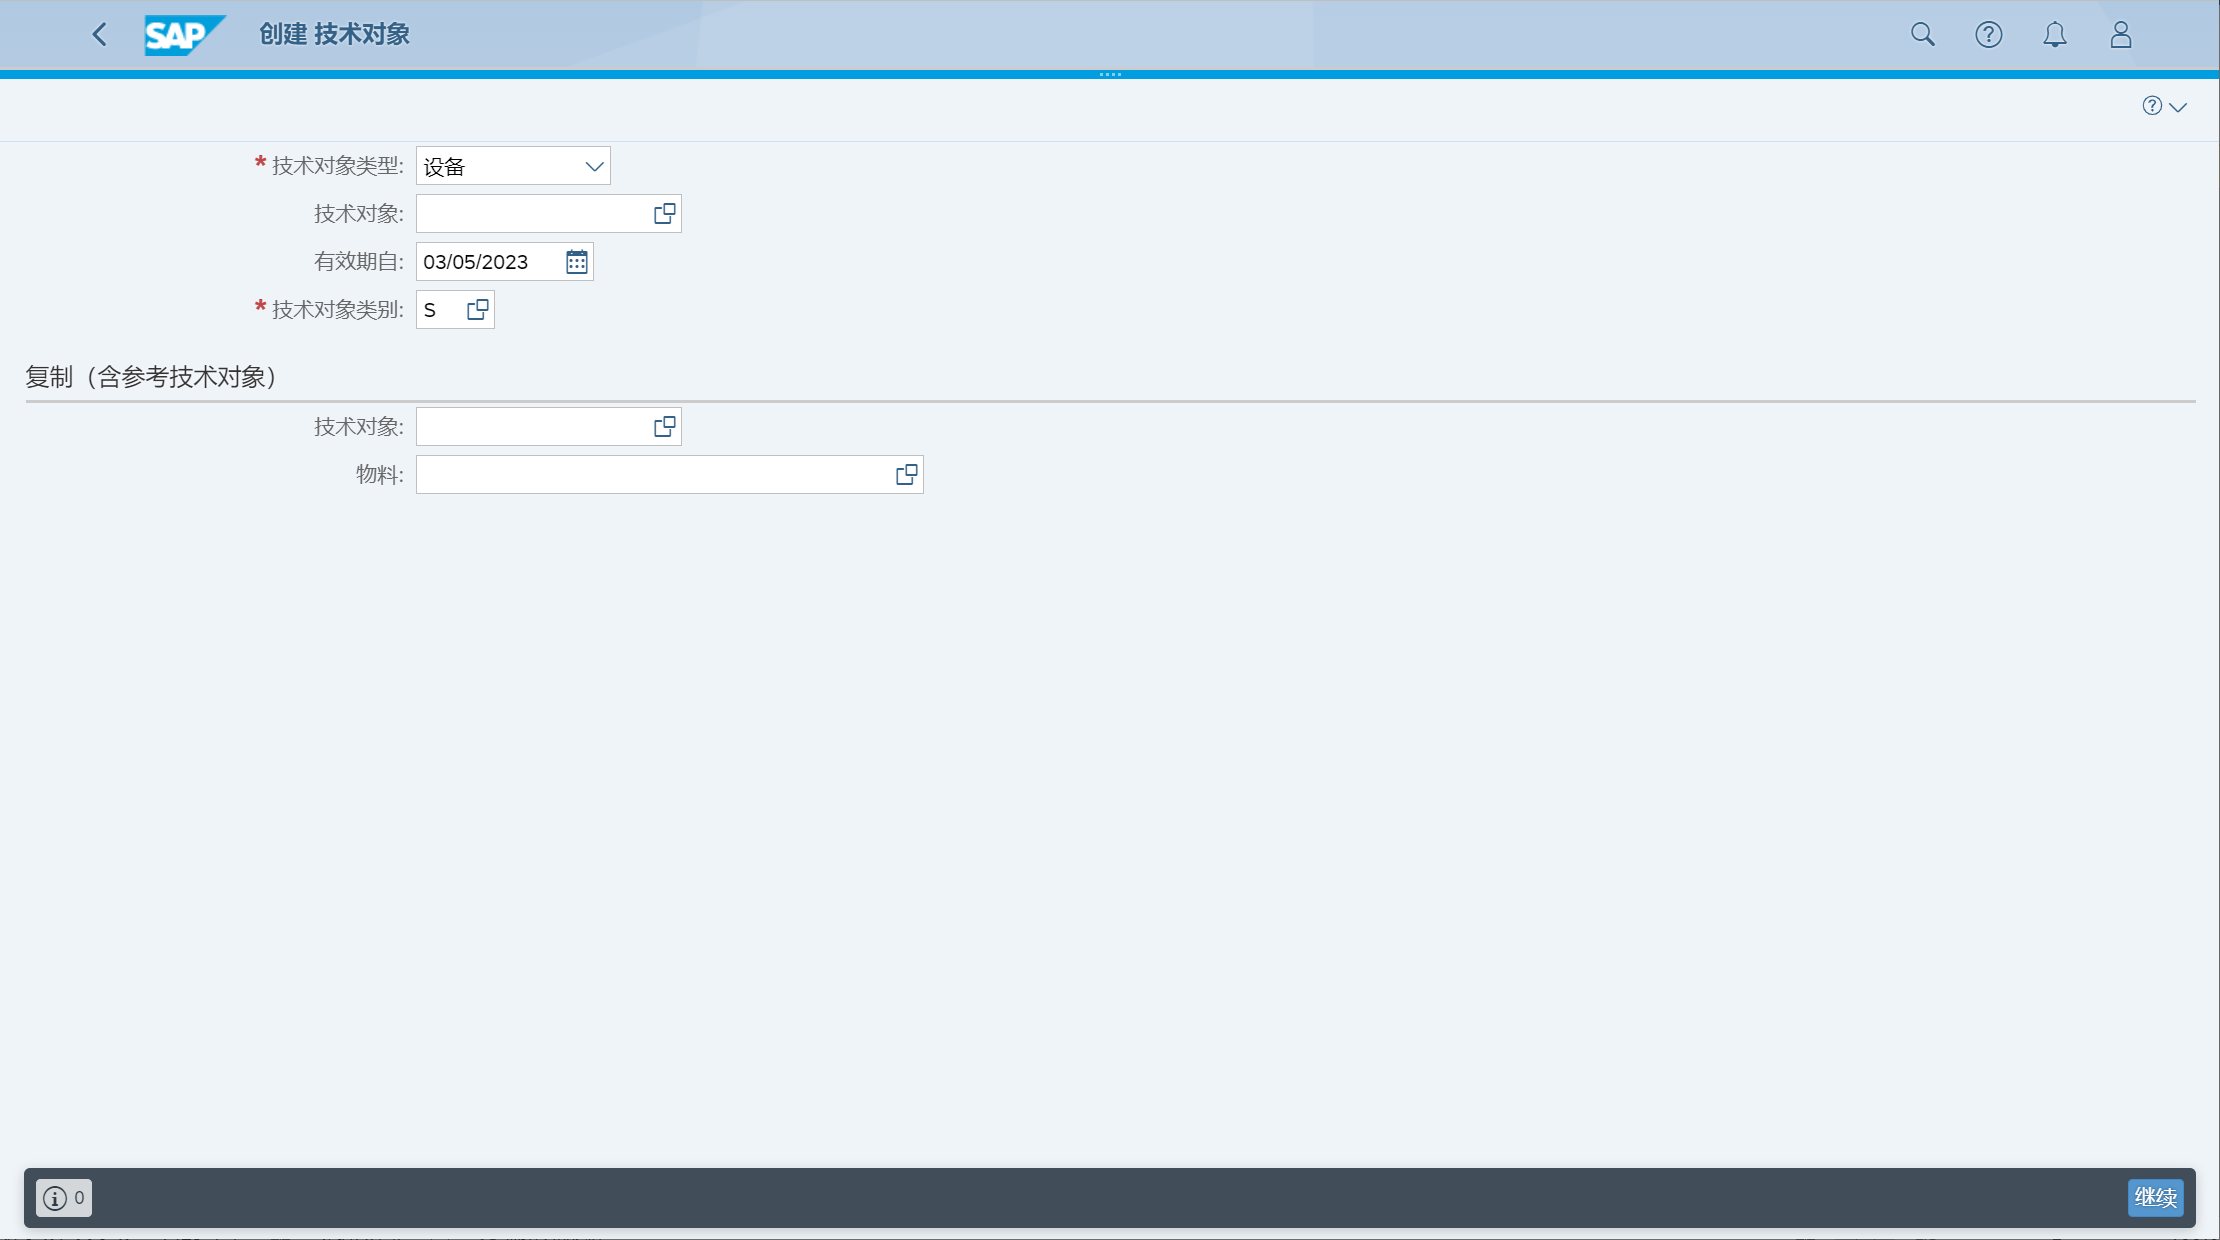 SAP 创建 技术对象
* 技术对象类型: 设备
技术对象:
有效期自: 03/05/2023
* 技术对象类别: S
复制（含参考技术对象）
技术对象:
物料:
0 继续